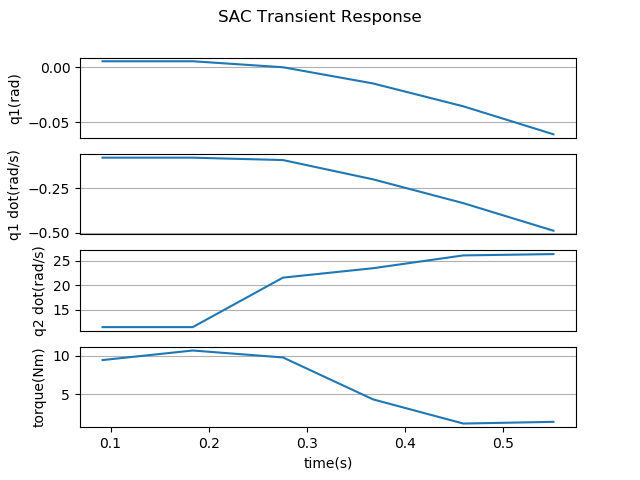 SAC Transient Response
q1(rad)
0.00
−0.05
q1 dot(rad/s)
−0.25
−0.50
q2 dot(rad/s)
25
20
15
torque(Nm)
10
5
0.1 0.2 0.3 0.4 0.5
time(s)